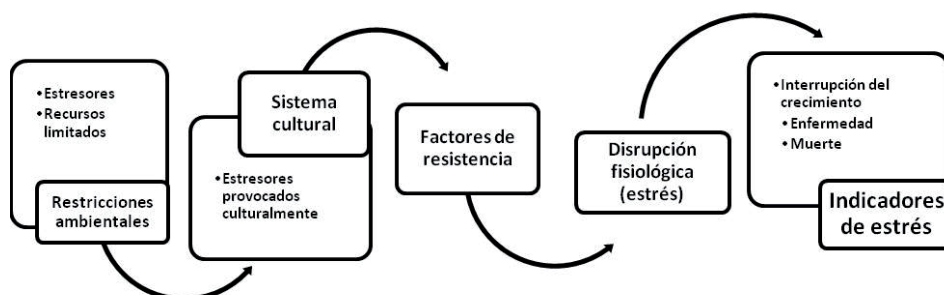 •Estresores
•Recursos
limitados
Restricciones
ambientales
Sistema
cultural
•Estresores
provocados
culturalmente
Factores de
resistencia
Disrupción
fisiológica
(estrés)
•Interrupción del
crecimiento
•Enfermedad
•Muerte
Indicadores
de estrés